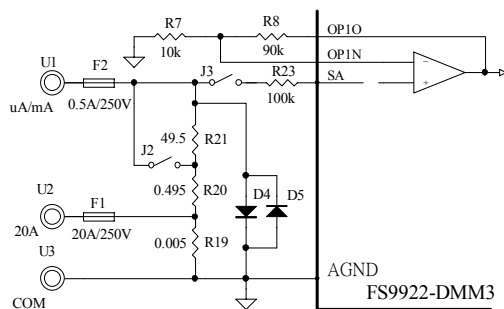 R7
10k
R8
90k
OP1O
OP1N
SA
U1
uA/mA
F2
0.5A/250V
J3
R23
100k
49.5
R21
J2
0.495
R20
D4
D5
U2
20A
F1
20A/250V
0.005
R19
U3
COM
AGND
FS9922-DMM3